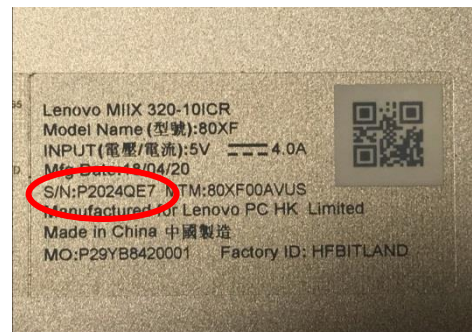 Lenovo MIIX 320-10ICR
Model Name (型號):80XF
INPUT(電壓/電流):5V ⎓ 4.0A
Mfg Date:18/04/20
S/N:P2024QE7 MTM:80XF00AVUS
Manufactured for Lenovo PC HK Limited
Made in China 中國製造
MO:P29YB8420001 Factory ID: HFBITLAND